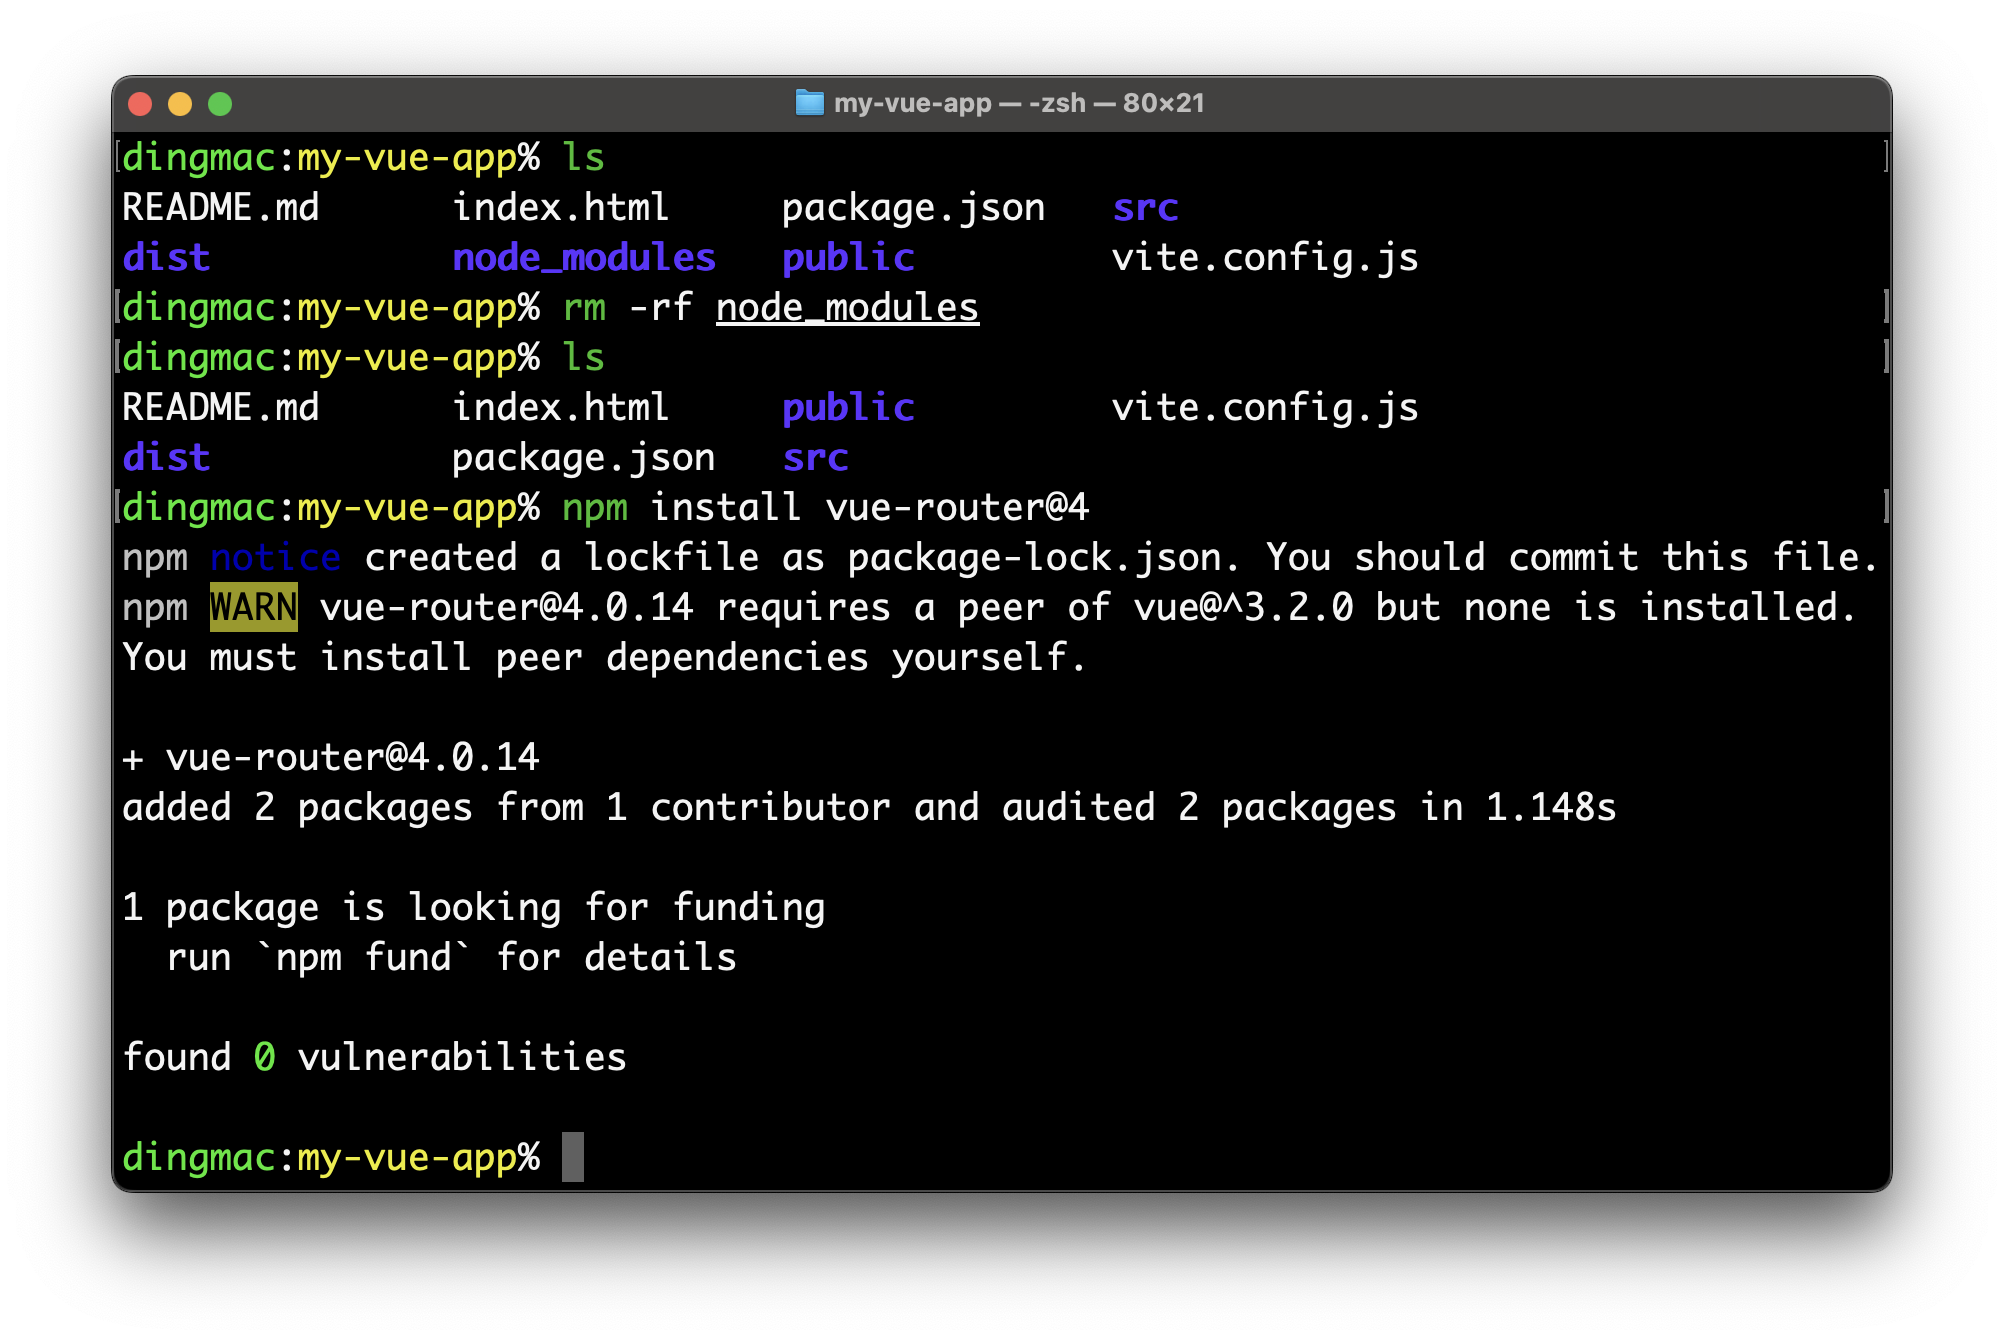 my-vue-app — -zsh — 80×21
dingmac:my-vue-app% ls
README.md      index.html     package.json   src
dist           node_modules   public         vite.config.js
dingmac:my-vue-app% rm -rf node_modules
dingmac:my-vue-app% ls
README.md      index.html     public         vite.config.js
dist           package.json   src
dingmac:my-vue-app% npm install vue-router@4
npm notice created a lockfile as package-lock.json. You should commit this file.
npm WARN vue-router@4.0.14 requires a peer of vue@^3.2.0 but none is installed.
You must install peer dependencies yourself.

+ vue-router@4.0.14
added 2 packages from 1 contributor and audited 2 packages in 1.148s

1 package is looking for funding
  run `npm fund` for details

found 0 vulnerabilities

dingmac:my-vue-app%